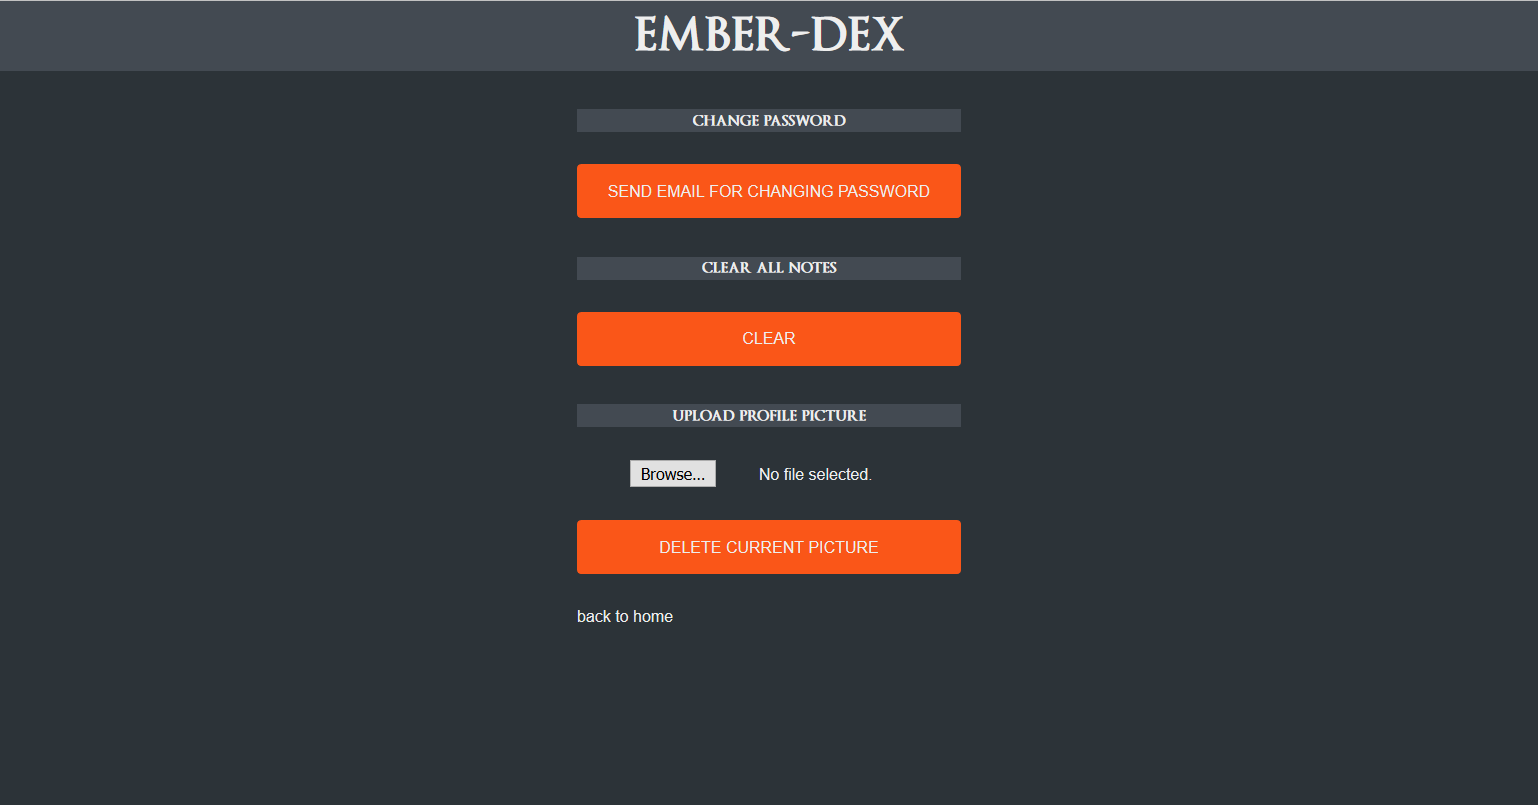 EMBER-DEX
CHANGE PASSWORD
SEND EMAIL FOR CHANGING PASSWORD
CLEAR ALL NOTES
CLEAR
UPLOAD PROFILE PICTURE
Browse... No file selected.
DELETE CURRENT PICTURE
back to home